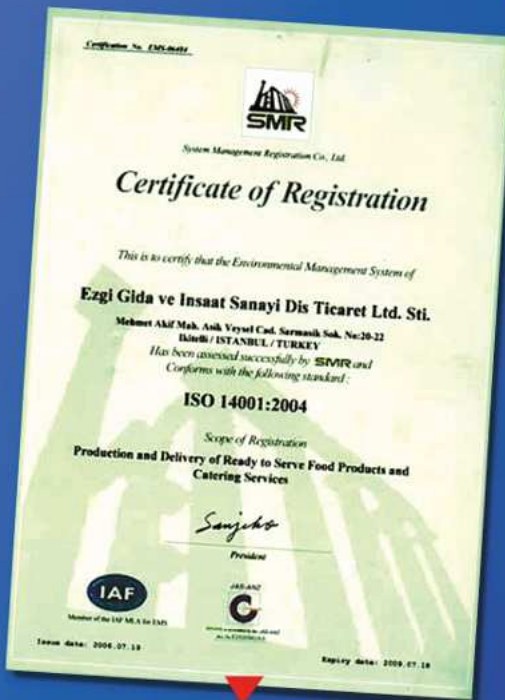 Certification No. EMS-06484
SMR
System Management Registration Co., Ltd.
Certificate of Registration
This is to certify that the Environmental Management System of
Ezgi Gida ve Insaat Sanayi Dis Ticaret Ltd. Sti.
Mehmet Akif Mah. Asik Veysel Cad. Sarmasik Sok. No:20-22
Ikitelli / ISTANBUL / TURKEY
Has been assessed successfully by SMR and
Conforms with the following standard :
ISO 14001:2004
Scope of Registration
Production and Delivery of Ready to Serve Food Products and
Catering Services
President
IAF
JAS-ANZ
C
Member of the IAF MLA for EMS
Issue date: 2006.07.19
Expiry date: 2009.07.18